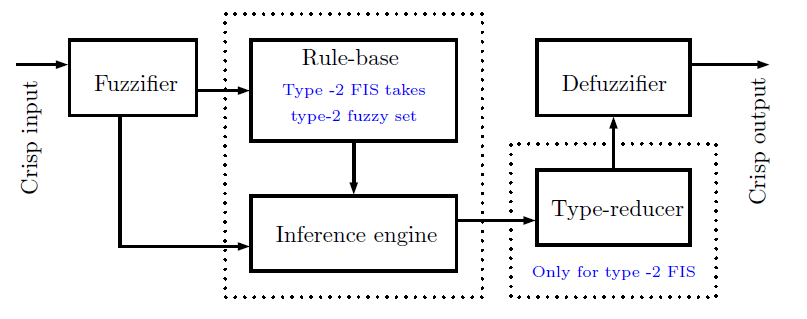 Crisp input
Fuzzifier
Rule-base
Type -2 FIS takes
type-2 fuzzy set
Inference engine
Defuzzifier
Type-reducer
Only for type -2 FIS
Crisp output